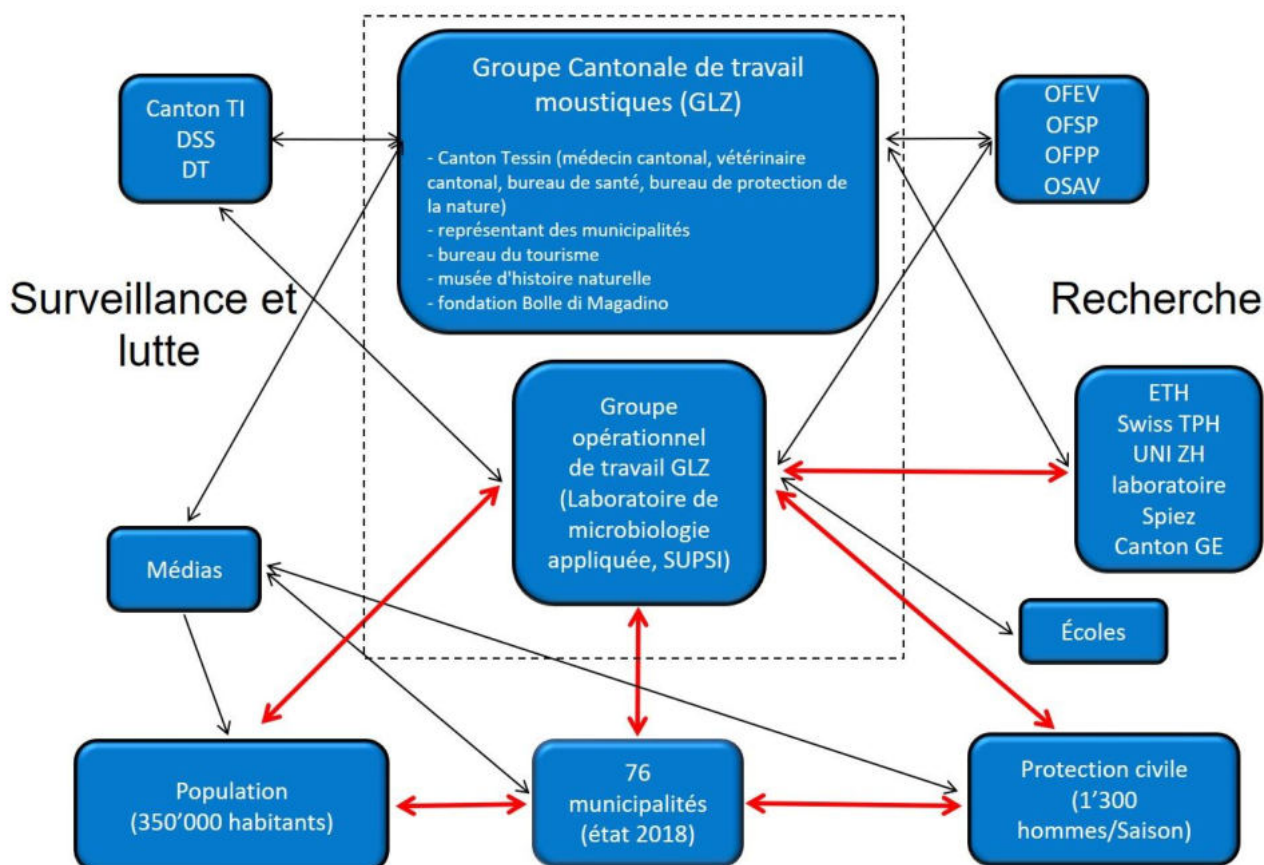 Groupe Cantonale de travail
moustiques (GLZ)
- Canton Tessin (médecin cantonal, vétérinaire
cantonal, bureau de santé, bureau de protection de
la nature)
- représentant des municipalités
- bureau du tourisme
- musée d'histoire naturelle
- fondation Bolle di Magadino
Canton TI
DSS
DT
OFEV
OFSP
OFPP
OSAV
Surveillance et
lutte
Recherche
Groupe
opérationnel
de travail GLZ
(Laboratoire de
microbiologie
appliquée, SUPSI)
ETH
Swiss TPH
UNI ZH
laboratoire
Spiez
Canton GE
Médias
Écoles
Population
(350’000 habitants)
76
municipalités
(état 2018)
Protection civile
(1’300
hommes/Saison)